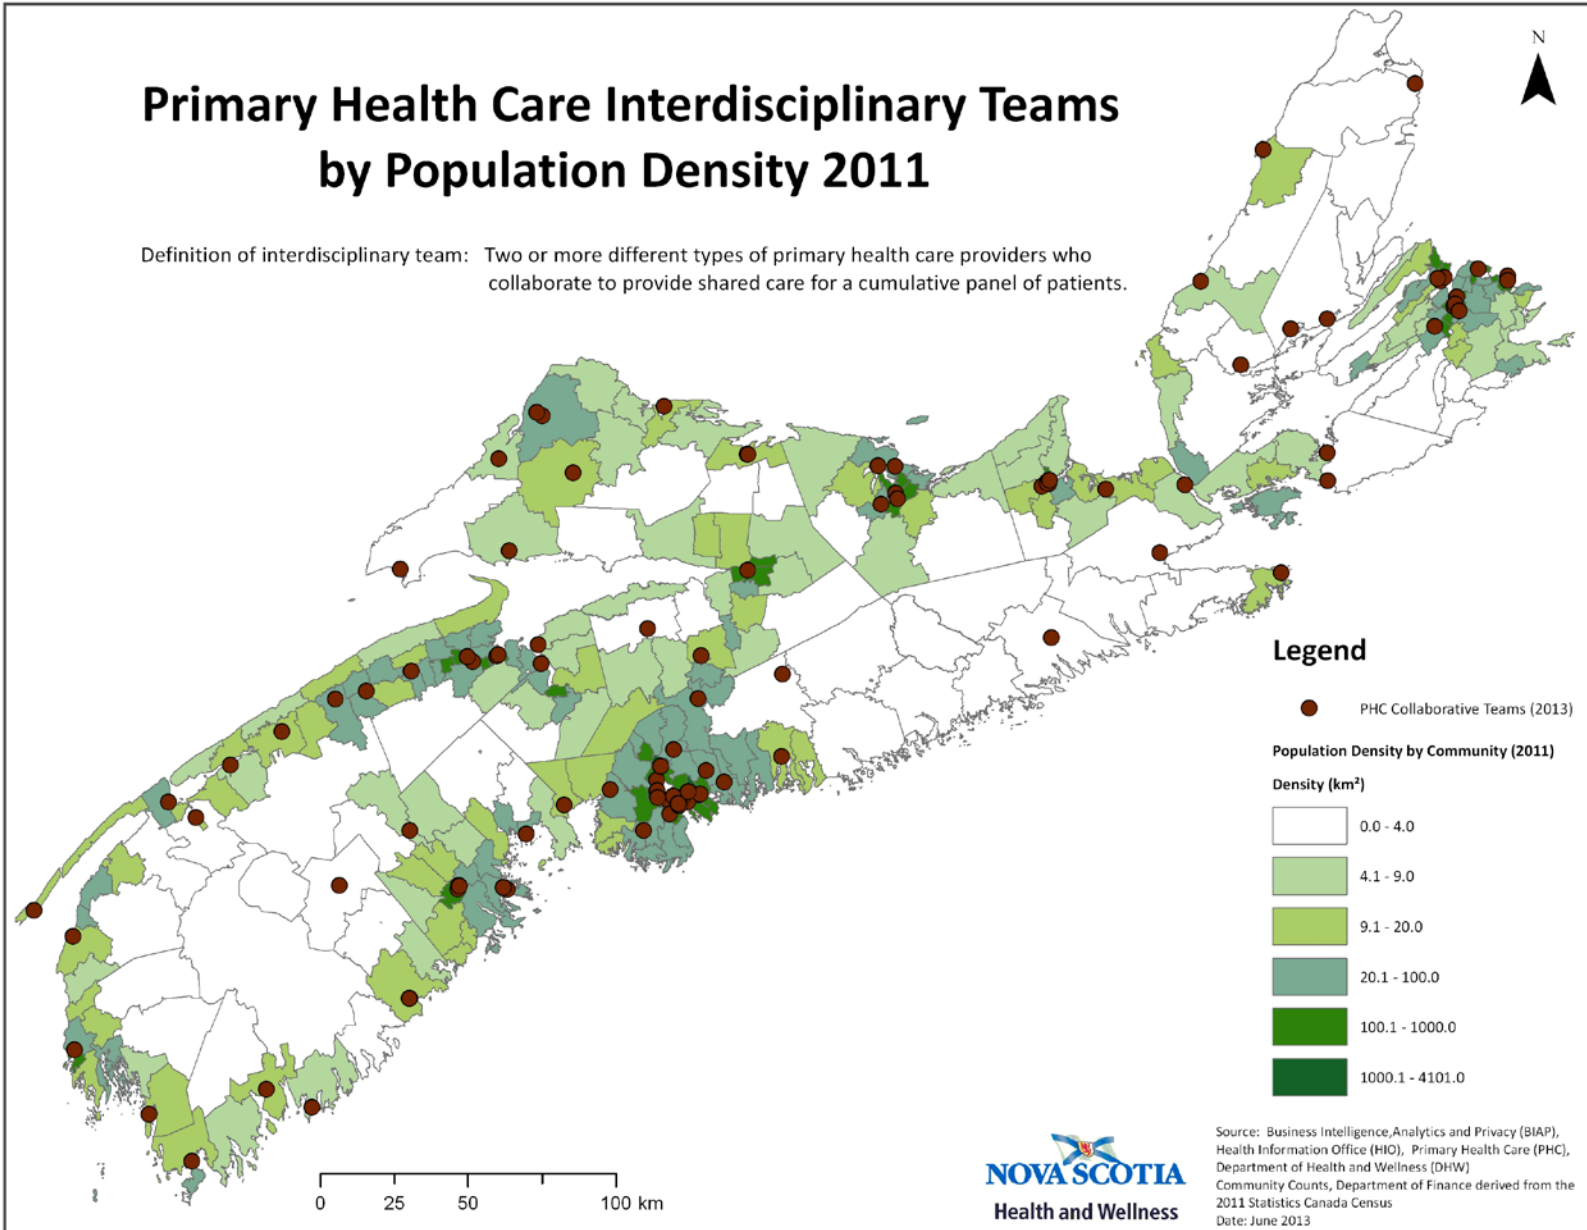 Primary Health Care Interdisciplinary Teams
by Population Density 2011
N
Definition of interdisciplinary team: Two or more different types of primary health care providers who
collaborate to provide shared care for a cumulative panel of patients.
Legend
PHC Collaborative Teams (2013)
Population Density by Community (2011)
Density (km²)
0.0 - 4.0
4.1 - 9.0
9.1 - 20.0
20.1 - 100.0
100.1 - 1000.0
1000.1 - 4101.0
0 25 50 100 km
NOVA SCOTIA
Health and Wellness
Source: Business Intelligence,Analytics and Privacy (BIAP),
Health Information Office (HIO), Primary Health Care (PHC),
Department of Health and Wellness (DHW)
Community Counts, Department of Finance derived from the
2011 Statistics Canada Census
Date: June 2013